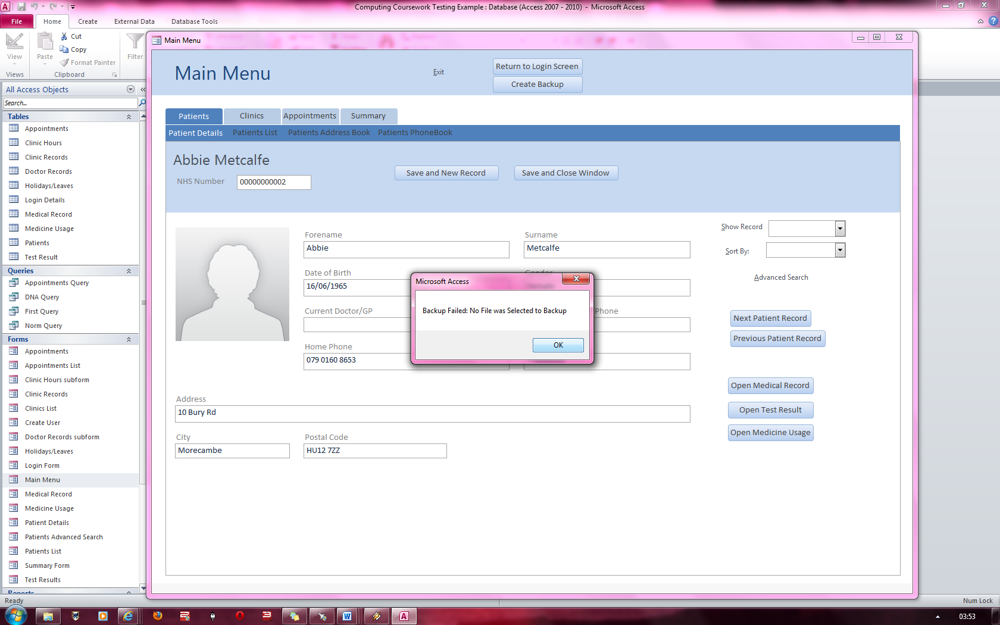 Computing Coursework Testing Example : Database (Access 2007 - 2010) - Microsoft Access
File Home Create External Data Database Tools
View
Views
Paste
Cut
Copy
Format Painter
Clipboard
Filter
All Access Objects
Search...
Tables
Appointments
Clinic Hours
Clinic Records
Doctor Records
Holidays/Leaves
Login Details
Medical Record
Medicine Usage
Patients
Test Result
Queries
Appointments Query
DNA Query
First Query
Norm Query
Forms
Appointments
Appointments List
Clinic Hours subform
Clinic Records
Clinics List
Create User
Doctor Records subform
Holidays/Leaves
Login Form
Main Menu
Medical Record
Medicine Usage
Patient Details
Patients Advanced Search
Patients List
Summary Form
Test Results
Reports
Main Menu
Main Menu
Exit
Return to Login Screen
Create Backup
Patients Clinics Appointments Summary
Patient Details Patients List Patients Address Book Patients PhoneBook
Abbie Metcalfe
NHS Number 00000000002
Save and New Record Save and Close Window
Forename
Abbie
Surname
Metcalfe
Date of Birth
16/06/1965
Gender
Current Doctor/GP
Phone
Home Phone
079 0160 8653
Address
10 Bury Rd
City
Morecambe
Postal Code
HU12 7ZZ
Show Record
Sort By:
Advanced Search
Next Patient Record
Previous Patient Record
Open Medical Record
Open Test Result
Open Medicine Usage
Microsoft Access
Backup Failed: No File was Selected to Backup
OK
Ready
Num Lock
03:53